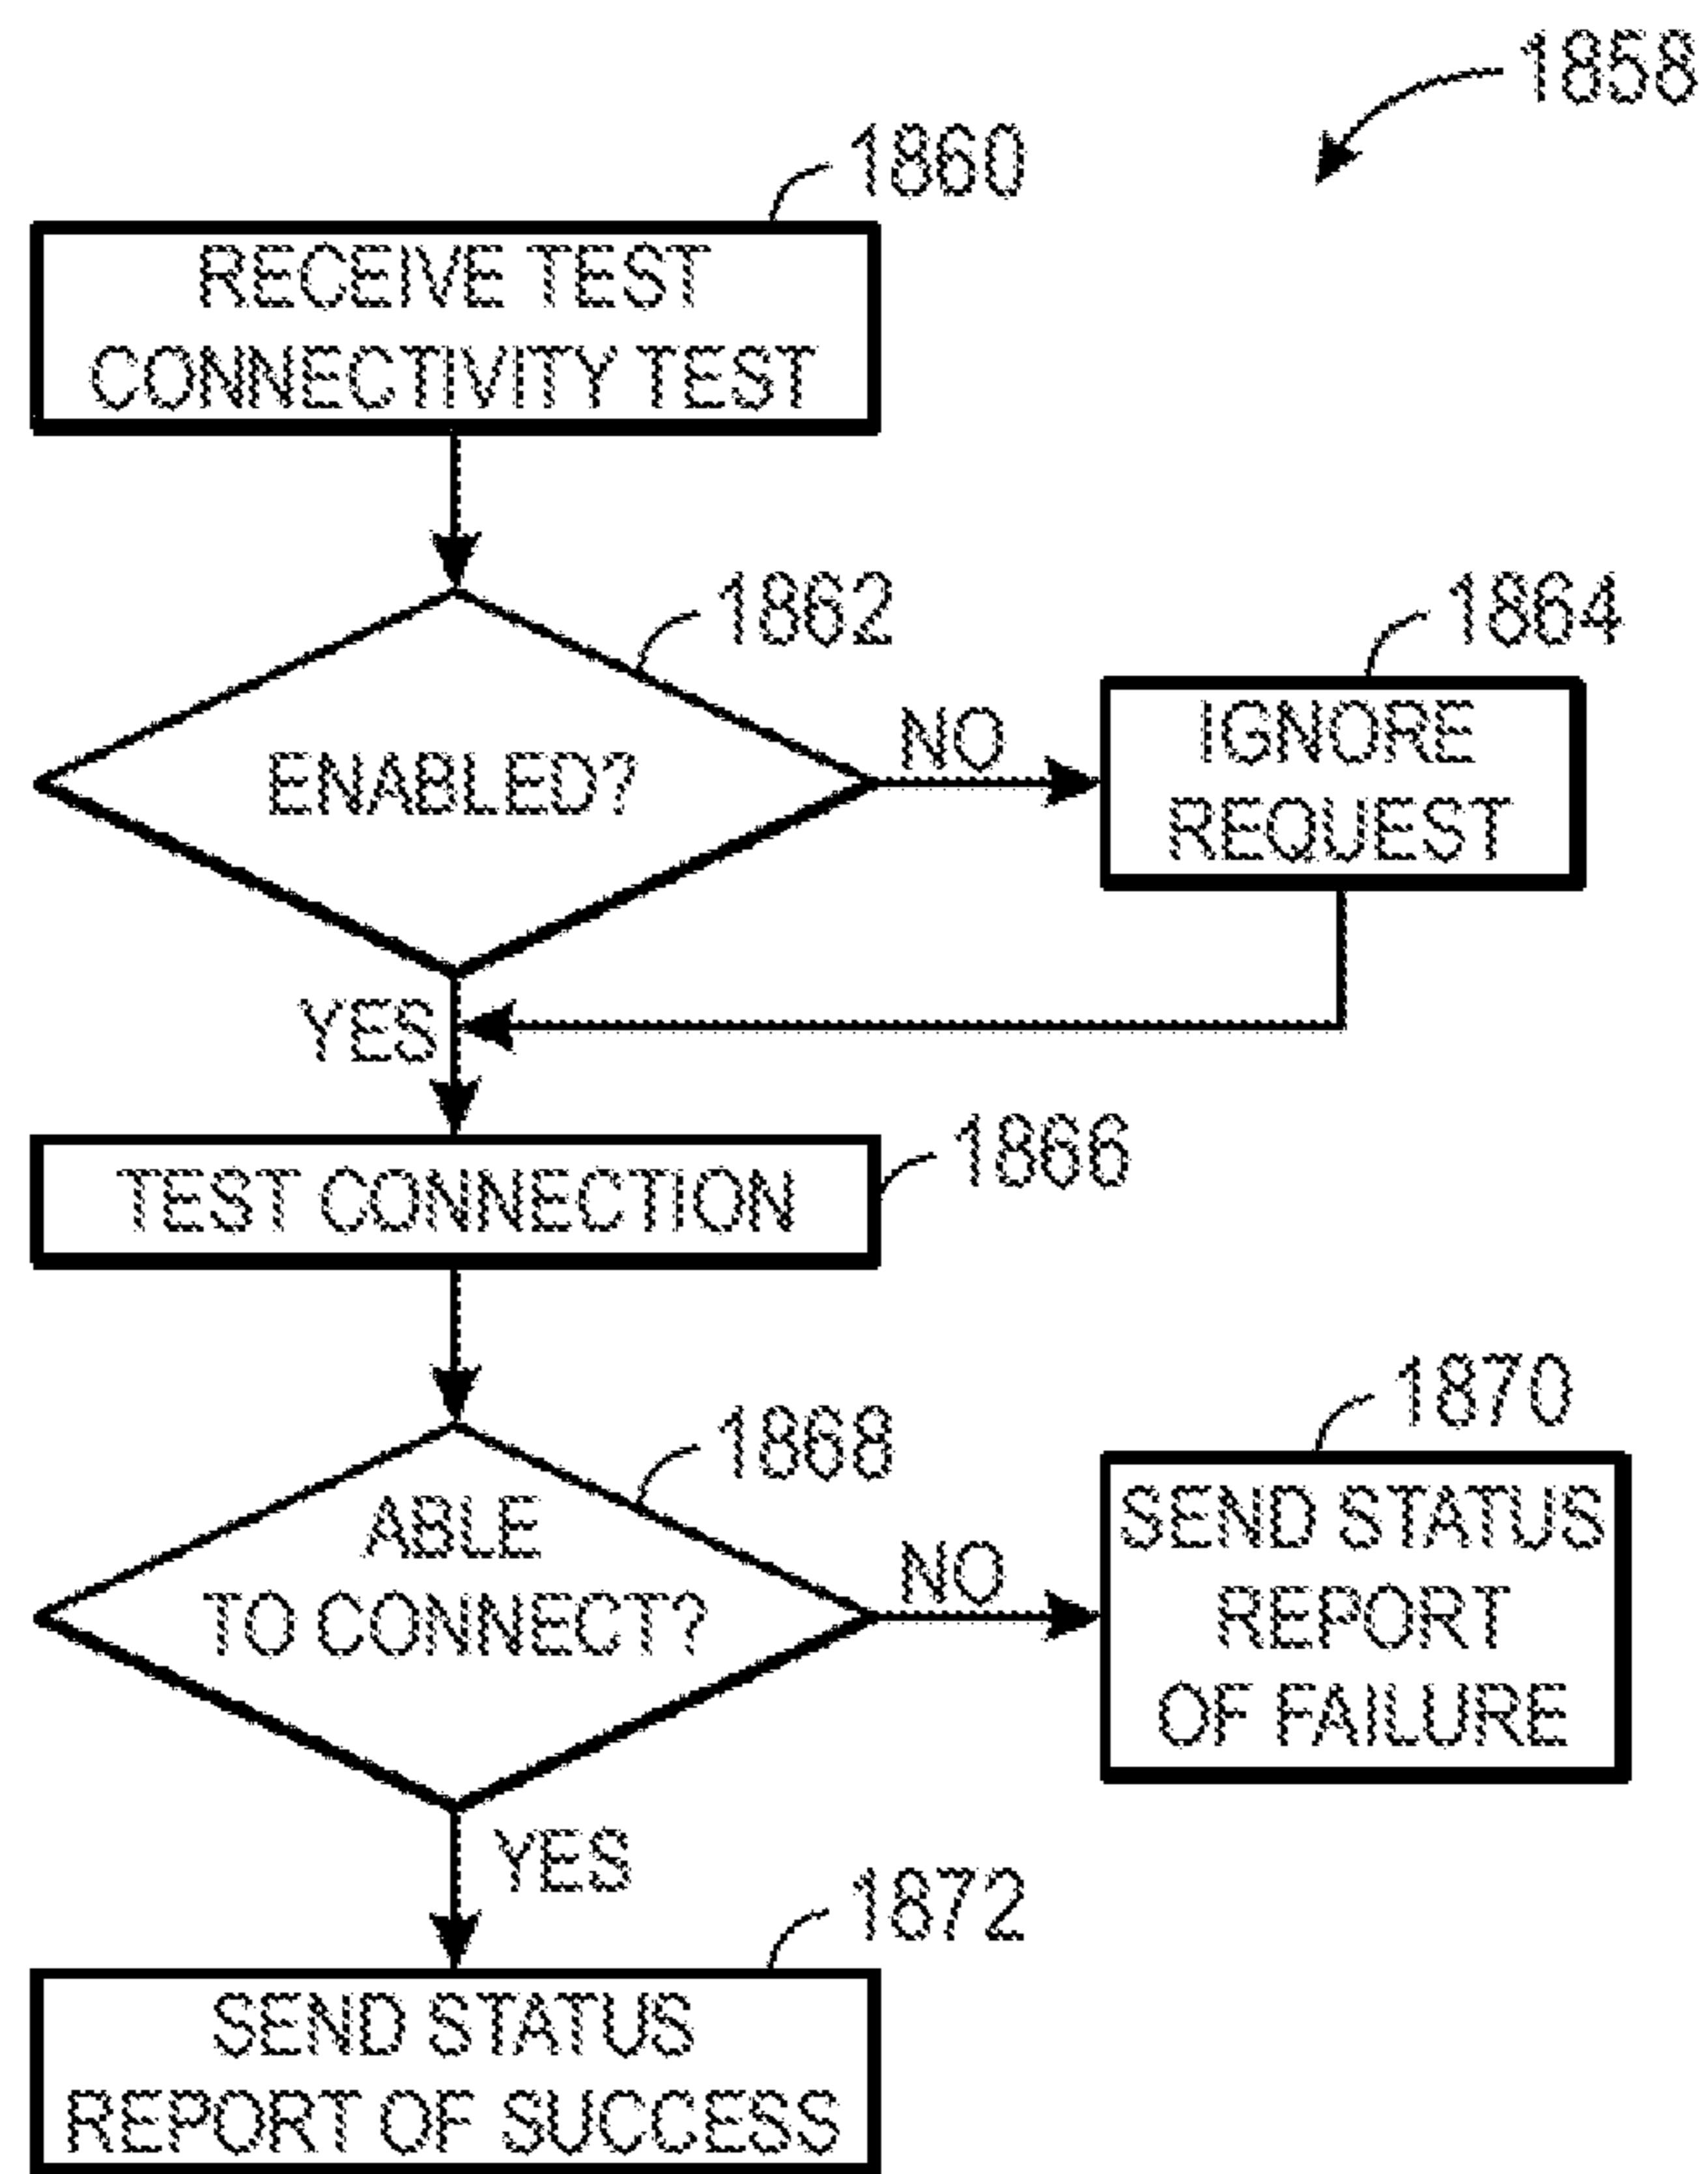 1858
1860
RECEIVE TEST
CONNECTIVITY TEST
1862
ENABLED?
NO
1864
IGNORE
REQUEST
YES
1866
TEST CONNECTION
1868
ABLE
TO CONNECT?
NO
1870
SEND STATUS
REPORT
OF FAILURE
YES
1872
SEND STATUS
REPORT OF SUCCESS